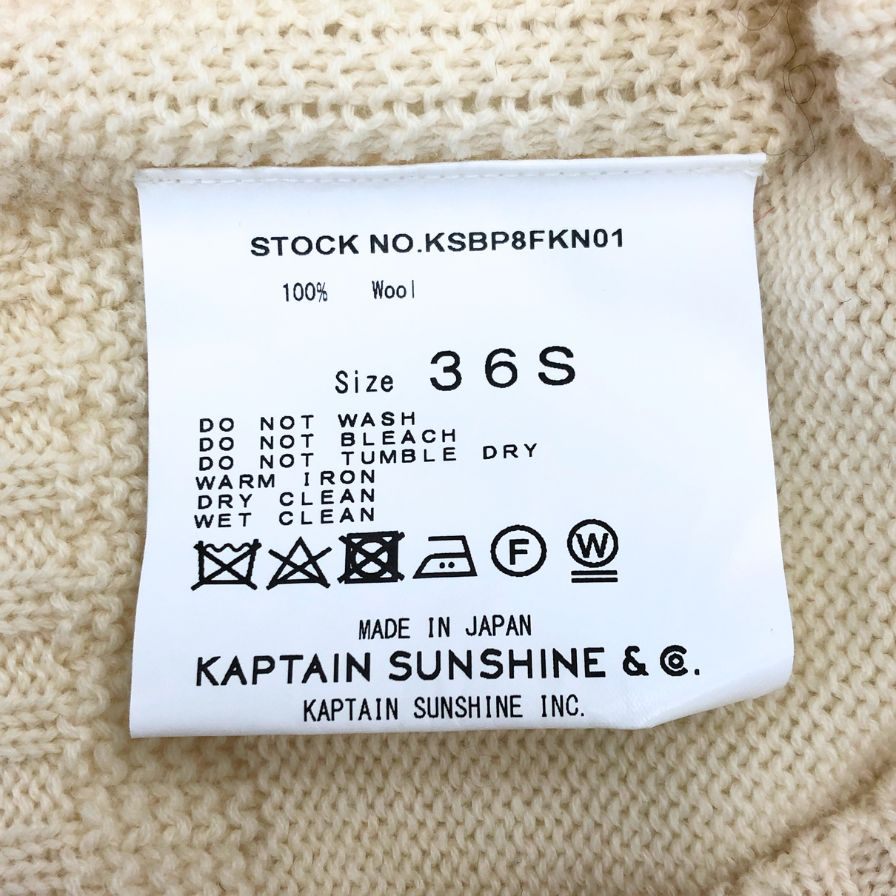 STOCK NO.KSBP8FKN01
100% Wool
Size 36S
DO NOT WASH
DO NOT BLEACH
DO NOT TUMBLE DRY
WARM IRON
DRY CLEAN
WET CLEAN
F W
MADE IN JAPAN
KAPTAIN SUNSHINE & Co.
KAPTAIN SUNSHINE INC.